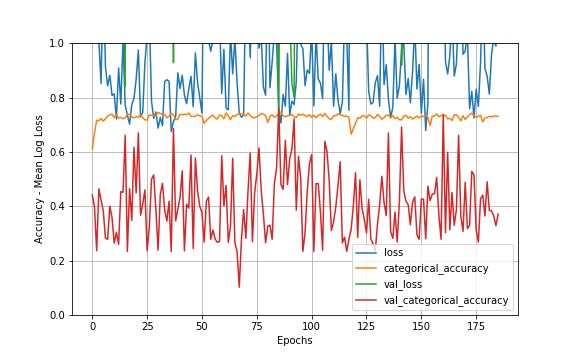 1.0
0.8
0.6
0.4
0.2
0.0
Accuracy - Mean Log Loss
loss
categorical_accuracy
val_loss
val_categorical_accuracy
0 25 50 75 100 125 150 175
Epochs